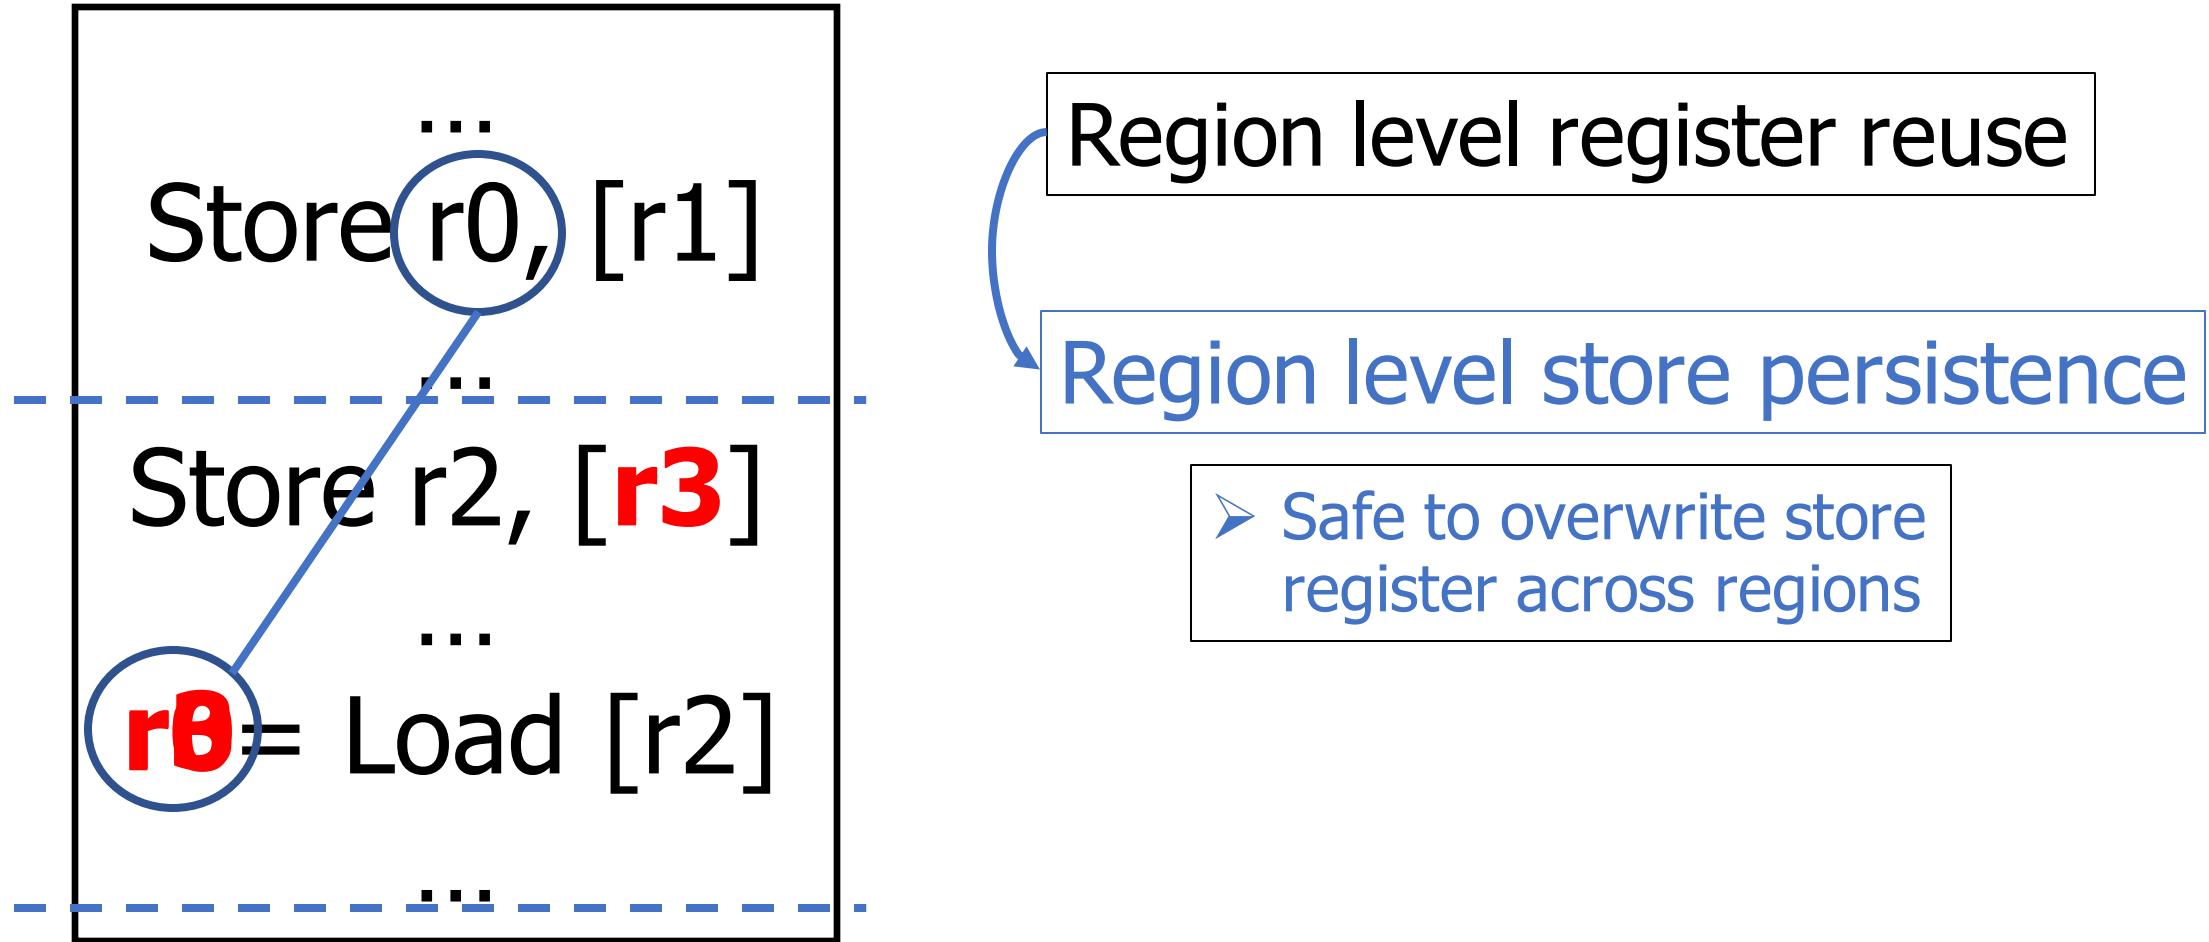 ...
Store r0, [r1]
...
Store r2, [r3]
...
= Load [r2]
...
Region level register reuse
Region level store persistence
➢ Safe to overwrite store
register across regions